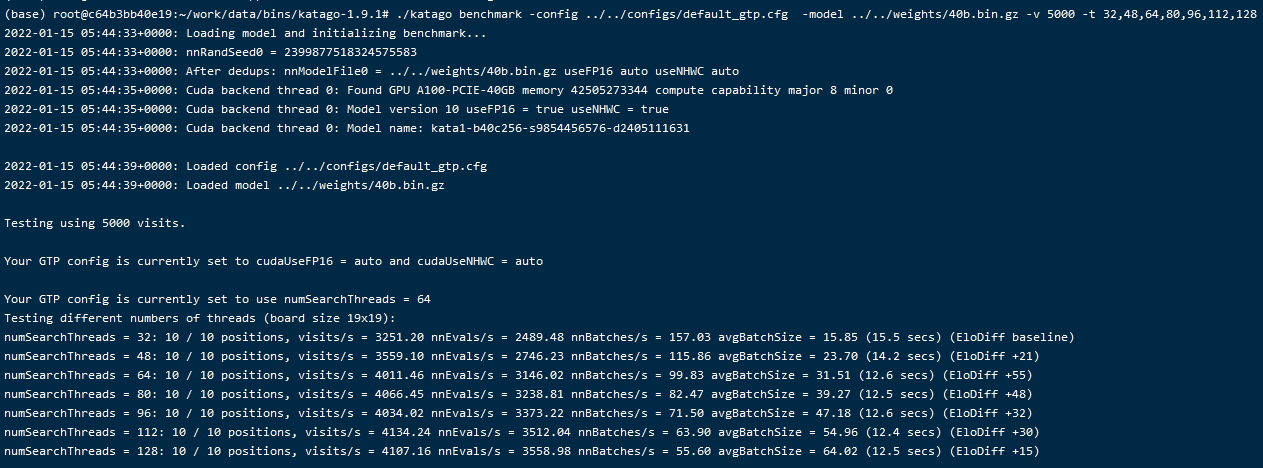 (base) root@c64b3bb40e19:~/work/data/bins/katago-1.9.1# ./katago benchmark -config ../../configs/default_gtp.cfg  -model ../../weights/40b.bin.gz -v 5000 -t 32,48,64,80,96,112,128
2022-01-15 05:44:33+0000: Loading model and initializing benchmark...
2022-01-15 05:44:33+0000: nnRandSeed0 = 2399877518324575583
2022-01-15 05:44:33+0000: After dedups: nnModelFile0 = ../../weights/40b.bin.gz useFP16 auto useNHWC auto
2022-01-15 05:44:35+0000: Cuda backend thread 0: Found GPU A100-PCIE-40GB memory 42505273344 compute capability major 8 minor 0
2022-01-15 05:44:35+0000: Cuda backend thread 0: Model version 10 useFP16 = true useNHWC = true
2022-01-15 05:44:35+0000: Cuda backend thread 0: Model name: kata1-b40c256-s9854456576-d2405111631
2022-01-15 05:44:39+0000: Loaded config ../../configs/default_gtp.cfg
2022-01-15 05:44:39+0000: Loaded model ../../weights/40b.bin.gz
Testing using 5000 visits.
Your GTP config is currently set to cudaUseFP16 = auto and cudaUseNHWC = auto
Your GTP config is currently set to use numSearchThreads = 64
Testing different numbers of threads (board size 19x19):
numSearchThreads = 32: 10 / 10 positions, visits/s = 3251.20 nnEvals/s = 2489.48 nnBatches/s = 157.03 avgBatchSize = 15.85 (15.5 secs) (EloDiff baseline)
numSearchThreads = 48: 10 / 10 positions, visits/s = 3559.10 nnEvals/s = 2746.23 nnBatches/s = 115.86 avgBatchSize = 23.70 (14.2 secs) (EloDiff +21)
numSearchThreads = 64: 10 / 10 positions, visits/s = 4011.46 nnEvals/s = 3146.02 nnBatches/s = 99.83 avgBatchSize = 31.51 (12.6 secs) (EloDiff +55)
numSearchThreads = 80: 10 / 10 positions, visits/s = 4066.45 nnEvals/s = 3238.81 nnBatches/s = 82.47 avgBatchSize = 39.27 (12.5 secs) (EloDiff +48)
numSearchThreads = 96: 10 / 10 positions, visits/s = 4034.02 nnEvals/s = 3373.22 nnBatches/s = 71.50 avgBatchSize = 47.18 (12.6 secs) (EloDiff +32)
numSearchThreads = 112: 10 / 10 positions, visits/s = 4134.24 nnEvals/s = 3512.04 nnBatches/s = 63.90 avgBatchSize = 54.96 (12.4 secs) (EloDiff +30)
numSearchThreads = 128: 10 / 10 positions, visits/s = 4107.16 nnEvals/s = 3558.98 nnBatches/s = 55.60 avgBatchSize = 64.02 (12.5 secs) (EloDiff +15)